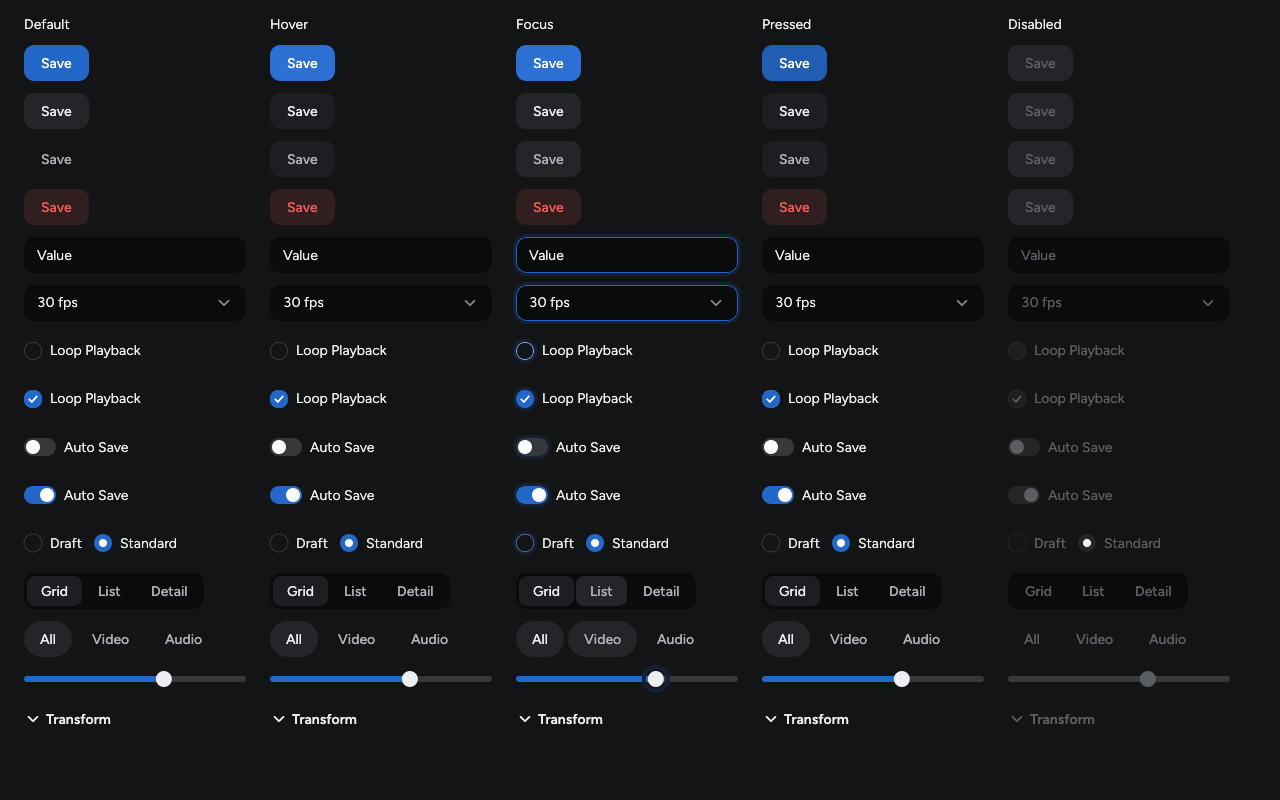 Default Hover Focus Pressed Disabled
Save Save Save Save Save
Save Save Save Save Save
Save Save Save Save Save
Save Save Save Save Save
Value Value Value Value Value
30 fps 30 fps 30 fps 30 fps 30 fps
Loop Playback Loop Playback Loop Playback Loop Playback Loop Playback
Loop Playback Loop Playback Loop Playback Loop Playback Loop Playback
Auto Save Auto Save Auto Save Auto Save Auto Save
Auto Save Auto Save Auto Save Auto Save Auto Save
Draft Standard Draft Standard Draft Standard Draft Standard Draft Standard
Grid List Detail Grid List Detail Grid List Detail Grid List Detail Grid List Detail
All Video Audio All Video Audio All Video Audio All Video Audio All Video Audio
Transform Transform Transform Transform Transform